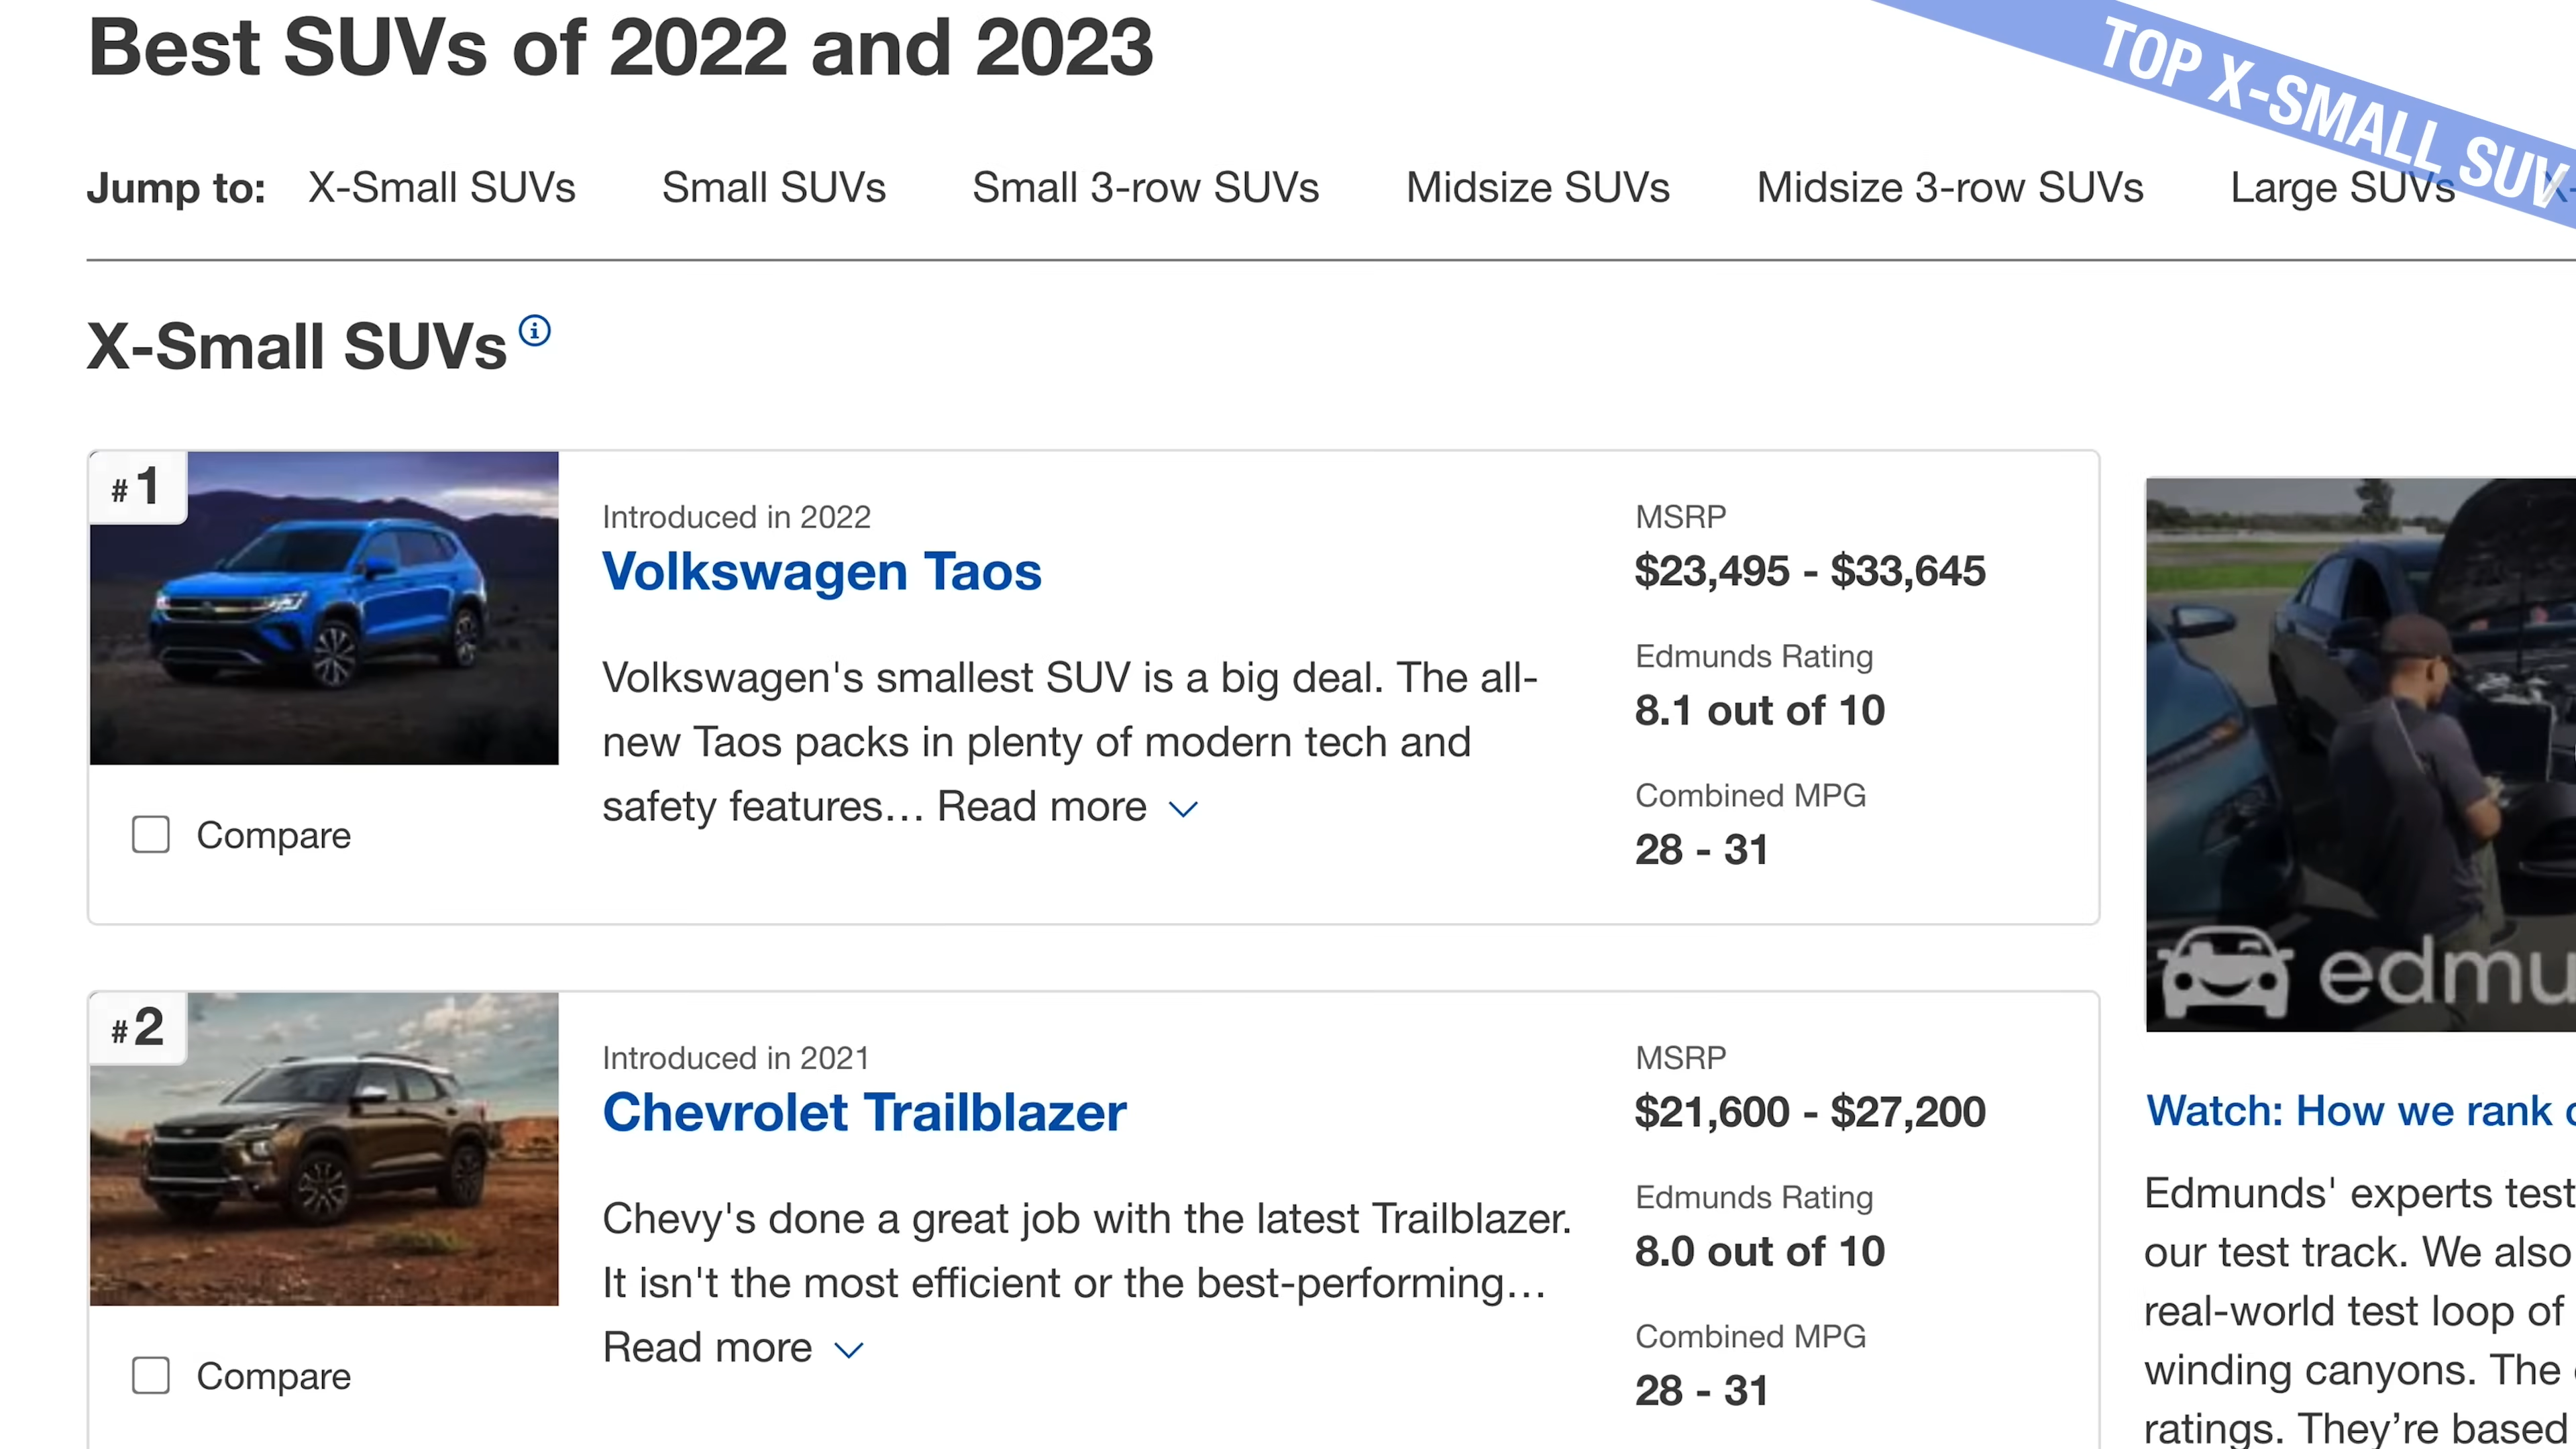 Best SUVs of 2022 and 2023
TOP X-SMALL SUV
Jump to: X-Small SUVs Small SUVs Small 3-row SUVs Midsize SUVs Midsize 3-row SUVs Large SUVs
X-Small SUVs
#1
Introduced in 2022
Volkswagen Taos
Volkswagen's smallest SUV is a big deal. The all-
new Taos packs in plenty of modern tech and
safety features... Read more
MSRP
$23,495 - $33,645
Edmunds Rating
8.1 out of 10
Combined MPG
28 - 31
Compare
#2
Introduced in 2021
Chevrolet Trailblazer
Chevy's done a great job with the latest Trailblazer.
It isn't the most efficient or the best-performing...
Read more
MSRP
$21,600 - $27,200
Edmunds Rating
8.0 out of 10
Combined MPG
28 - 31
Compare
edmu
Watch: How we rank
Edmunds' experts test
our test track. We also
real-world test loop of
winding canyons. The
ratings. They’re based